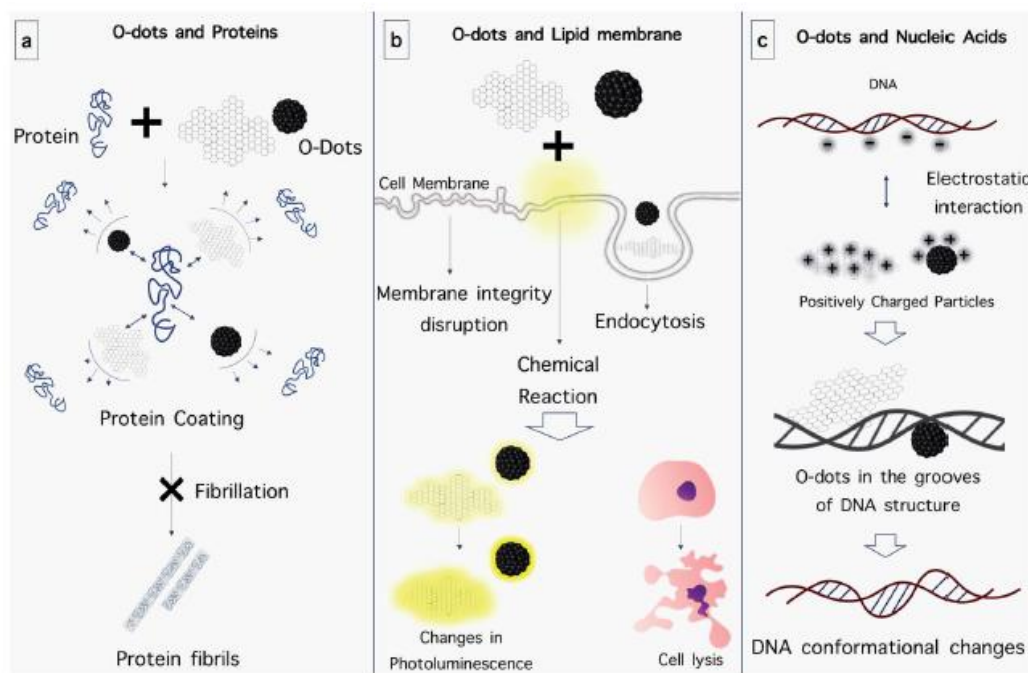 a
O-dots and Proteins
Protein
O-Dots
Protein Coating
Fibrillation
Protein fibrils
b
O-dots and Lipid membrane
Cell Membrane
Membrane integrity
disruption
Endocytosis
Chemical
Reaction
Changes in
Photoluminescence
Cell lysis
c
O-dots and Nucleic Acids
DNA
Electrostatic
interaction
Positively Charged Particles
O-dots in the grooves
of DNA structure
DNA conformational changes